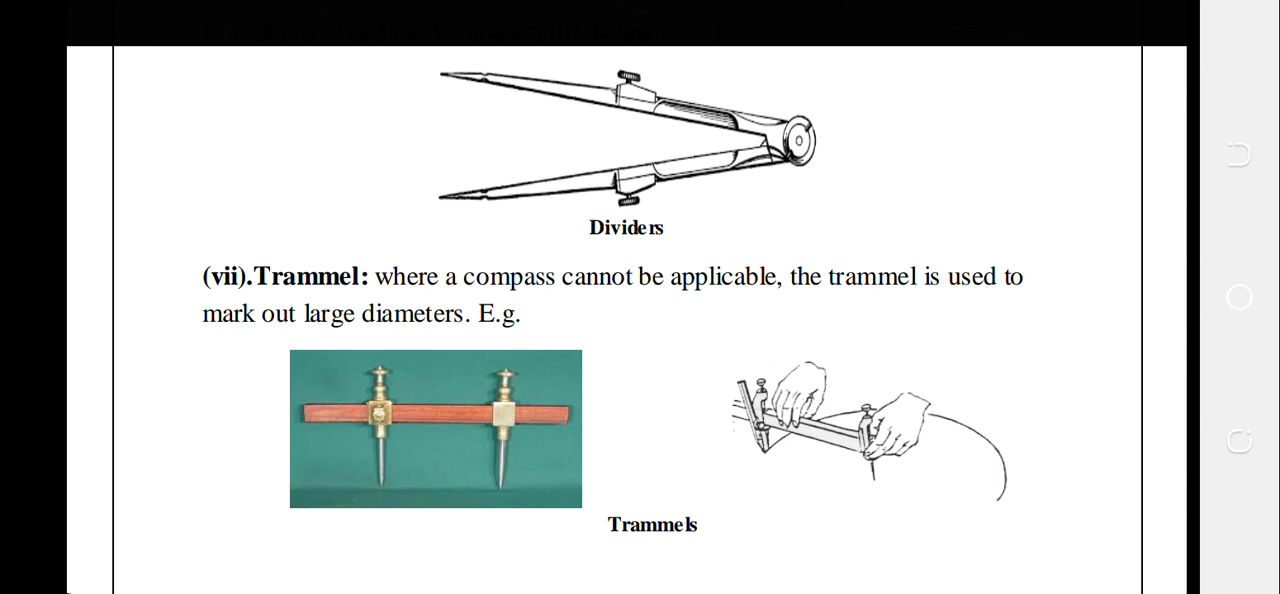 Dividers
(vii).Trammel: where a compass cannot be applicable, the trammel is used to
mark out large diameters. E.g.
Trammels